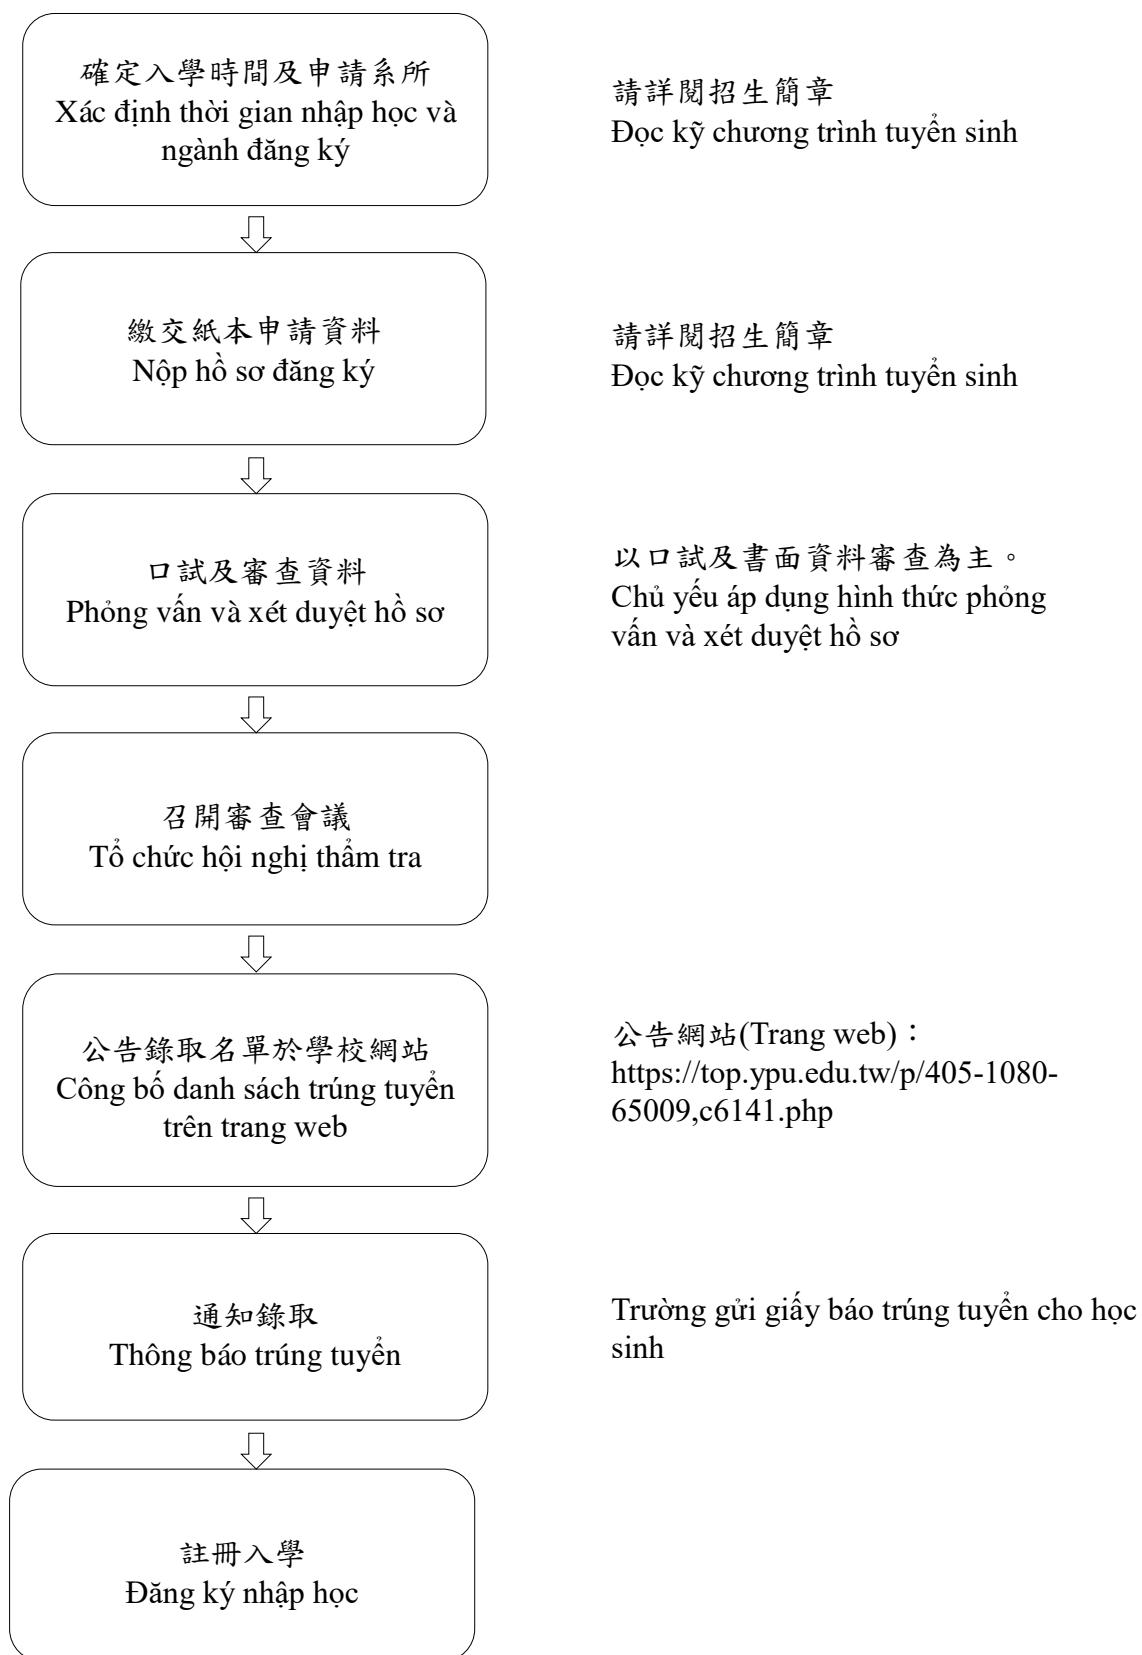 確定入學時間及申請系所
Xác định thời gian nhập học và
ngành đăng ký
請詳閱招生簡章
Đọc kỹ chương trình tuyển sinh
繳交紙本申請資料
Nộp hồ sơ đăng ký
請詳閱招生簡章
Đọc kỹ chương trình tuyển sinh
口試及審查資料
Phỏng vấn và xét duyệt hồ sơ
以口試及書面資料審查為主。
Chủ yếu áp dụng hình thức phỏng
vấn và xét duyệt hồ sơ
召開審查會議
Tổ chức hội nghị thẩm tra
公告錄取名單於學校網站
Công bố danh sách trúng tuyển
trên trang web
公告網站(Trang web)：
https://top.ypu.edu.tw/p/405-1080-
65009,c6141.php
通知錄取
Thông báo trúng tuyển
Trường gửi giấy báo trúng tuyển cho học
sinh
註冊入學
Đăng ký nhập học